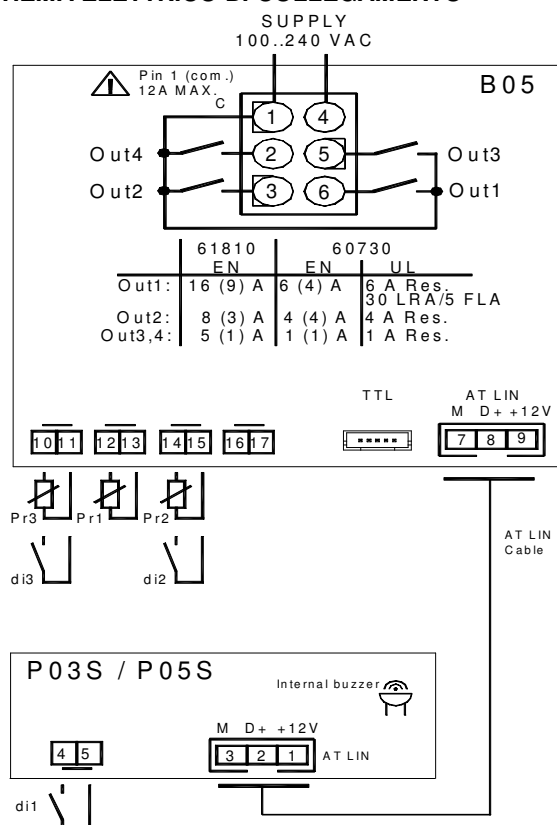 SUPPLY
100..240 VAC
Pin 1 (com.)
12A MAX.
C
B05
1 4
Out4 2 5 Out3
Out2 3 6 Out1
61810 60730
EN EN UL
Out1: 16 (9) A 6 (4) A 6 A Res.
30 LRA/5 FLA
Out2: 8 (3) A 4 (4) A 4 A Res.
Out3,4: 5 (1) A 1 (1) A 1 A Res.
TTL AT LIN
M D+ +12V
10 11 12 13 14 15 16 17 7 8 9
Pr3 Pr1 Pr2
AT LIN
Cable
di3 di2
P03S / P05S
Internal buzzer
M D+ +12V
4 5 3 2 1 AT LIN
di1